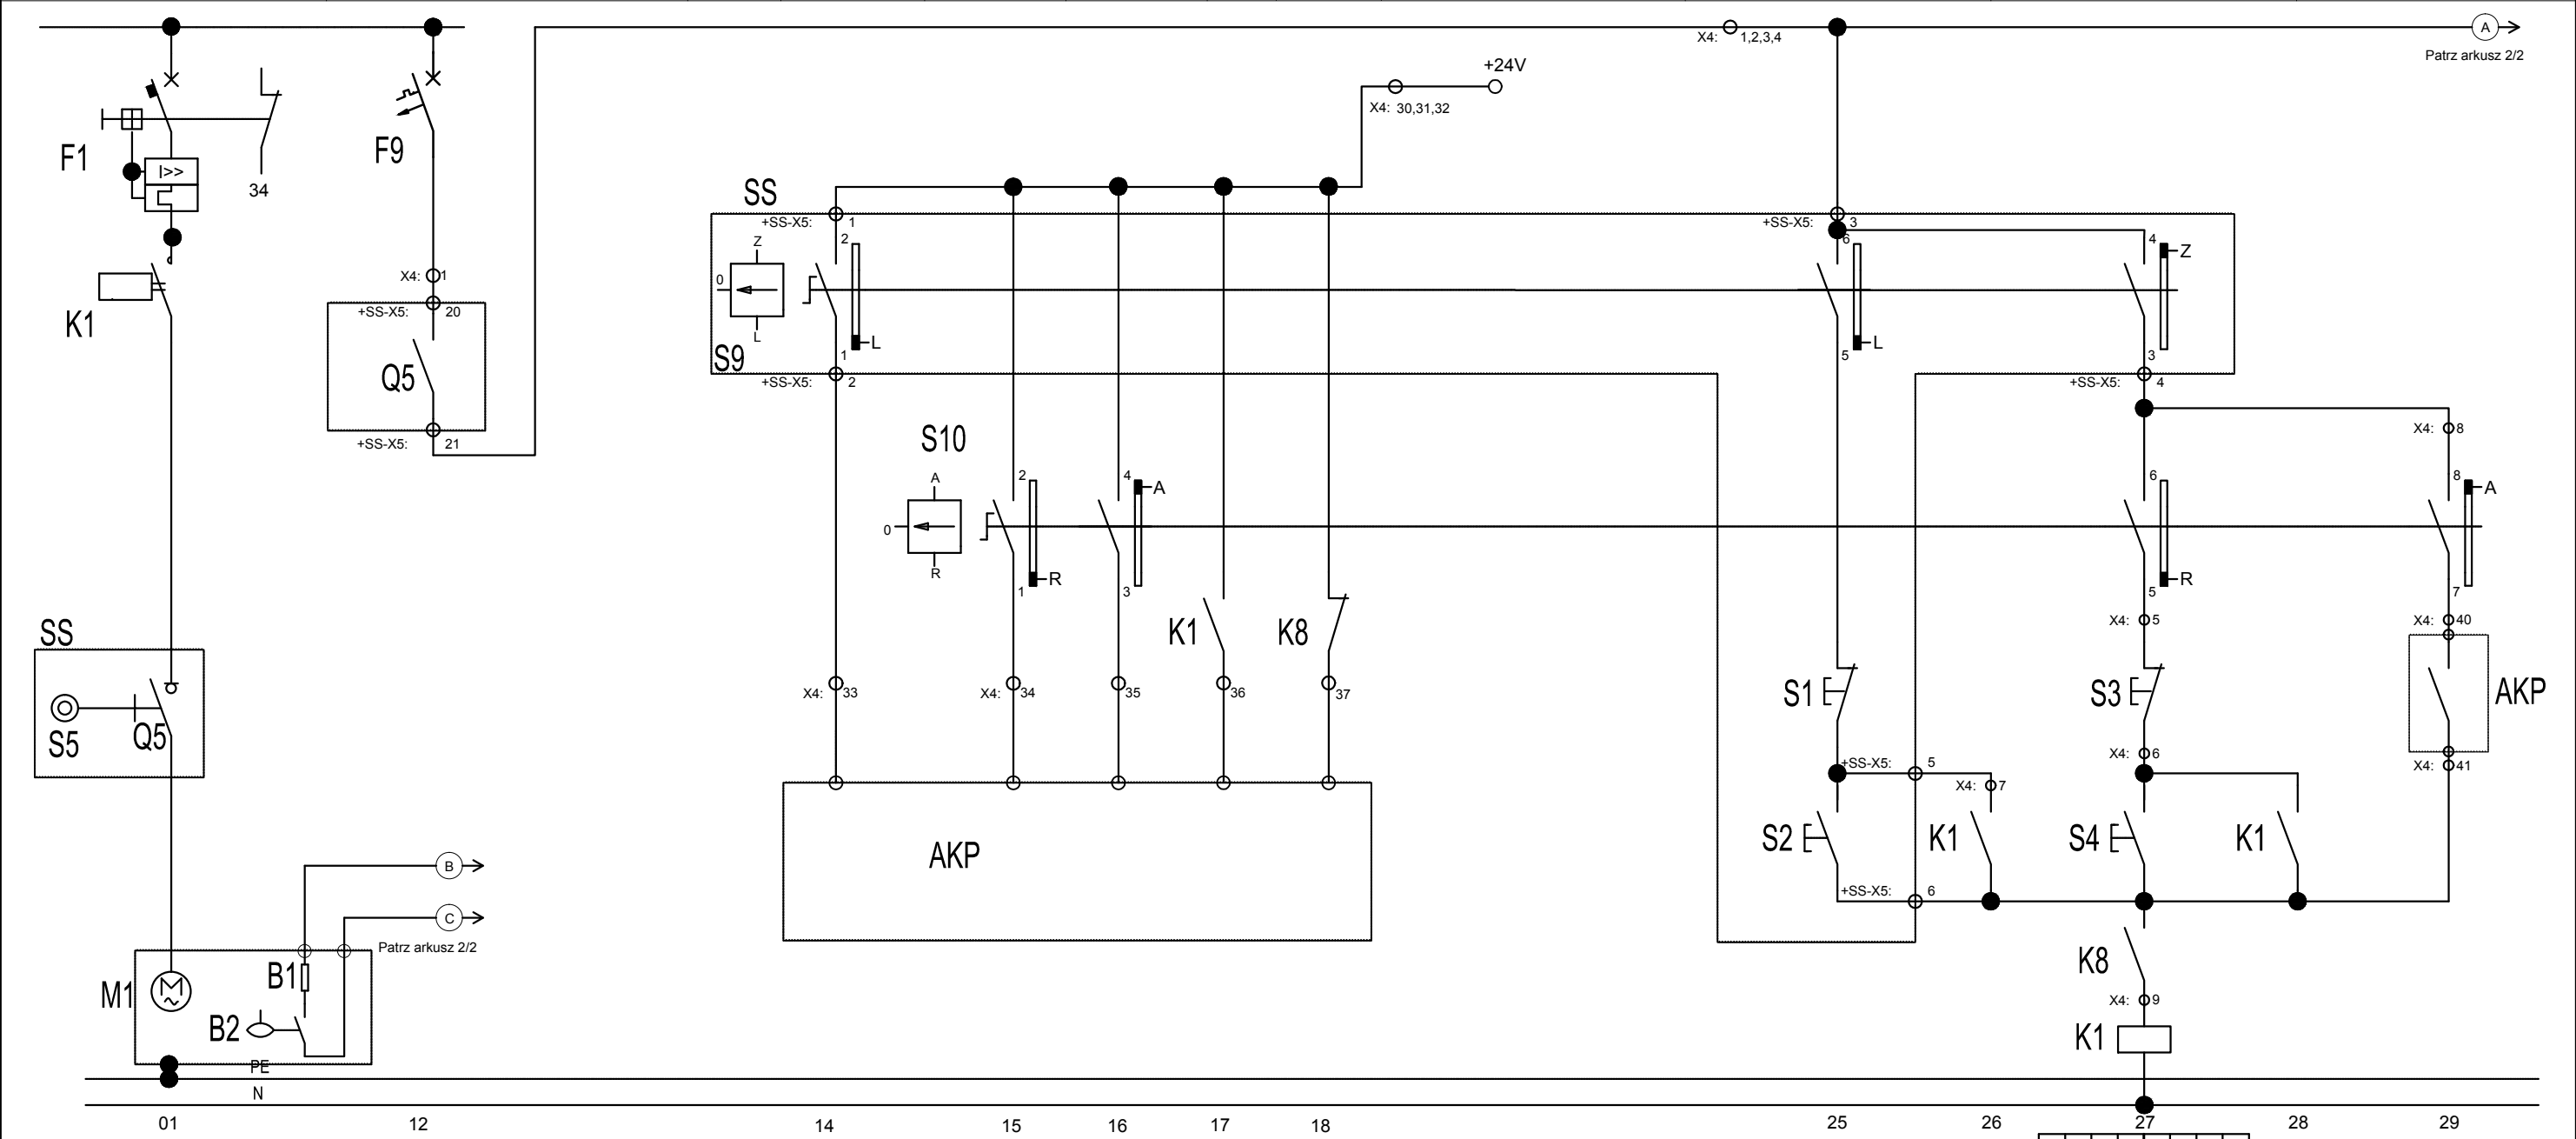 X4: 1,2,3,4
A
Patrz arkusz 2/2
+24V
X4: 30,31,32
F1
I>>
34
F9
SS
+SS-X5: 1
+SS-X5: 3
2
6
4
Z
Z
0
L
L
L
S9
1
5
3
+SS-X5: 2
+SS-X5: 4
K1
X4: 1
+SS-X5: 20
Q5
+SS-X5: 21
S10
X4: 8
A
0
R
2
4
6
8
A
A
R
R
1
3
5
7
X4: 5
X4: 40
K1
K8
SS
S5
Q5
X4: 33
X4: 34
35
36
37
S1
S3
AKP
X4: 6
X4: 41
+SS-X5: 5
X4: 7
S2
K1
S4
K1
+SS-X5: 6
AKP
B
C
Patrz arkusz 2/2
M1
M
~
B1
B2
K8
X4: 9
K1
PE
N
01 12 14 15 16 17 18 25 26 27 28 29